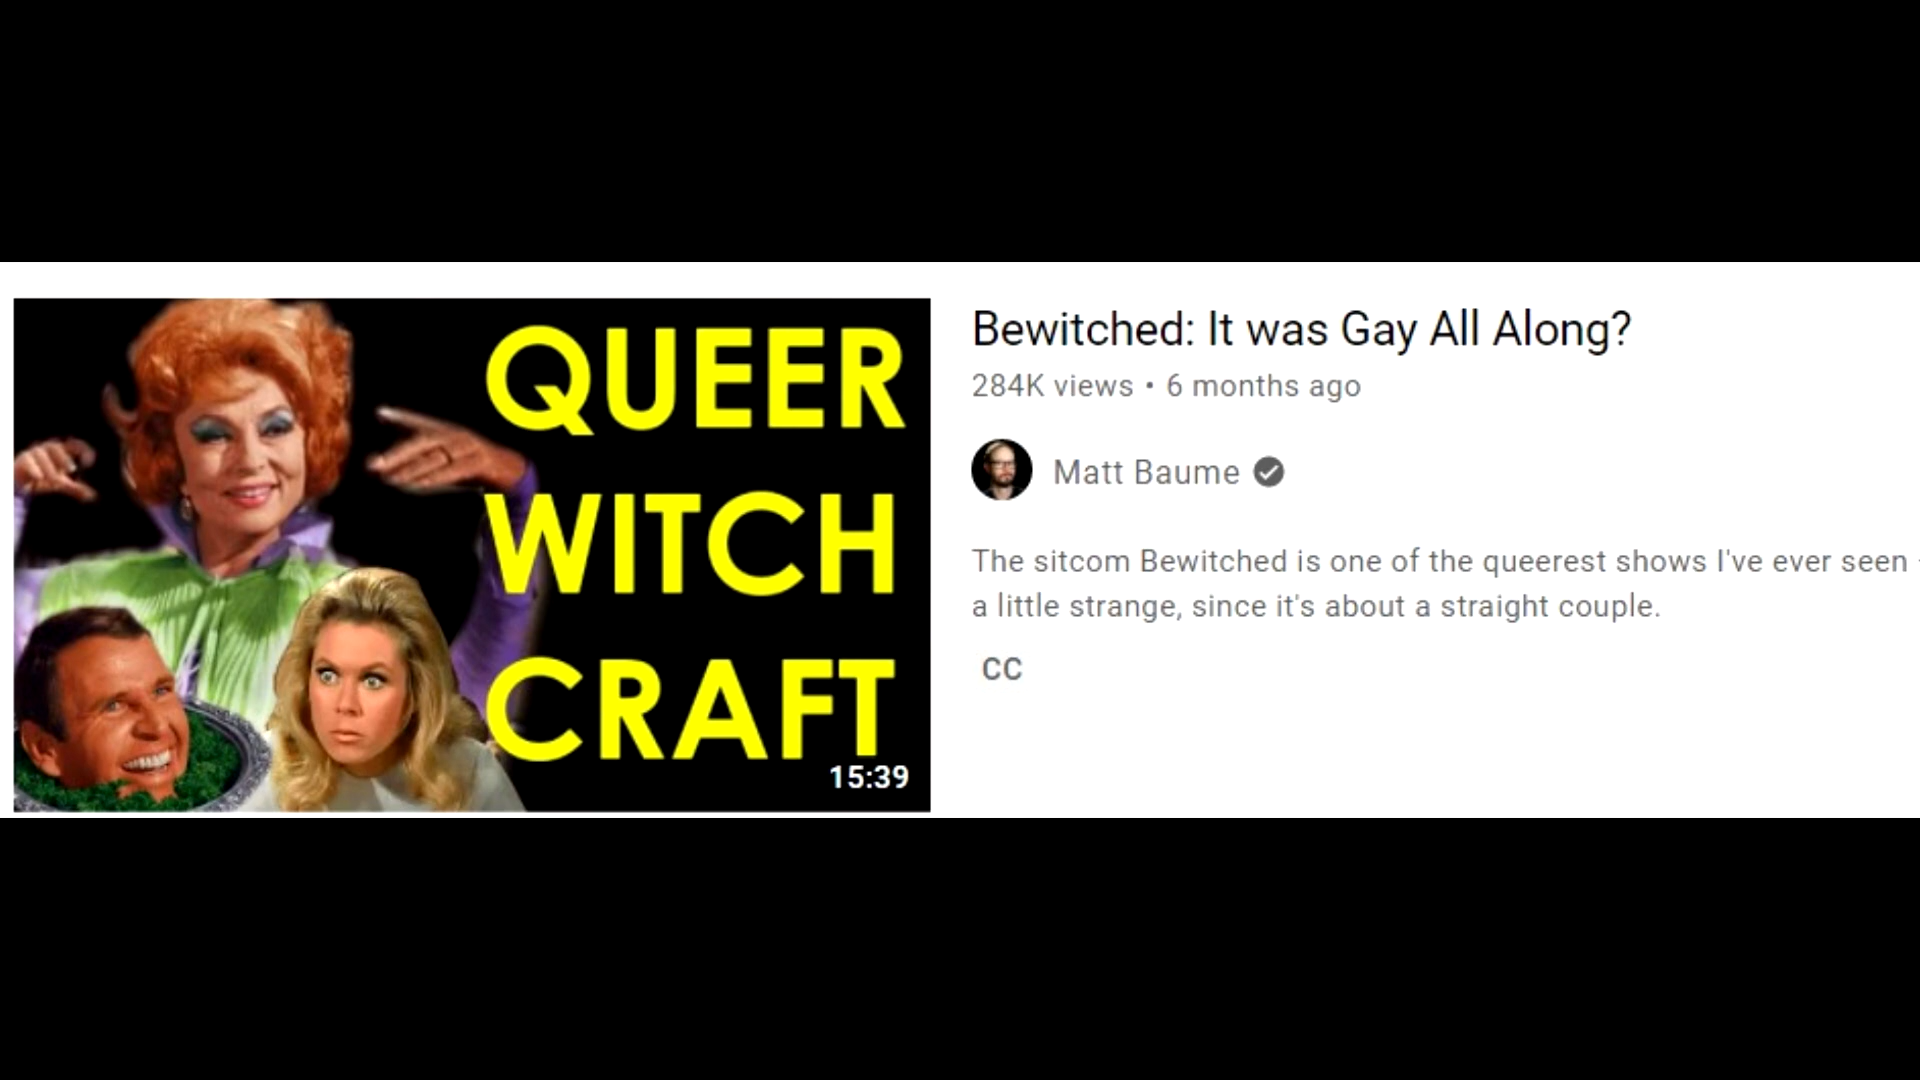 QUEER
WITCH
CRAFT
15:39
Bewitched: It was Gay All Along?
284K views • 6 months ago
Matt Baume
The sitcom Bewitched is one of the queerest shows I've ever seen
a little strange, since it's about a straight couple.
CC